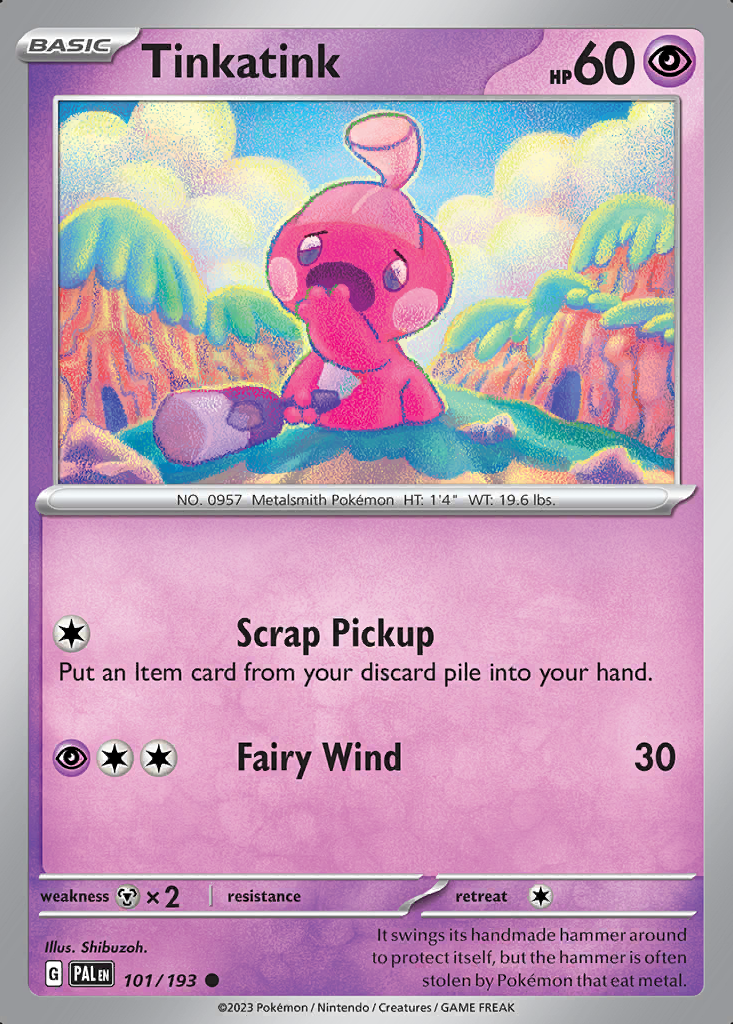 BASIC
Tinkatink
HP60
NO. 0957 Metalsmith Pokémon HT: 1'4" WT: 19.6 lbs.
Scrap Pickup
Put an Item card from your discard pile into your hand.
Fairy Wind 30
weakness ×2 resistance retreat
Illus. Shibuzoh.
It swings its handmade hammer around
to protect itself, but the hammer is often
stolen by Pokémon that eat metal.
G PAL EN 101/193
©2023 Pokémon / Nintendo / Creatures / GAME FREAK